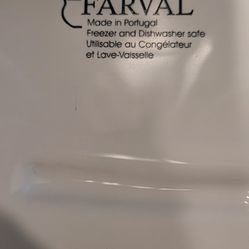 FARVAL
Made in Portugal
Freezer and Dishwasher safe
Utilisable au Congélateur
et Lave-Vaisselle